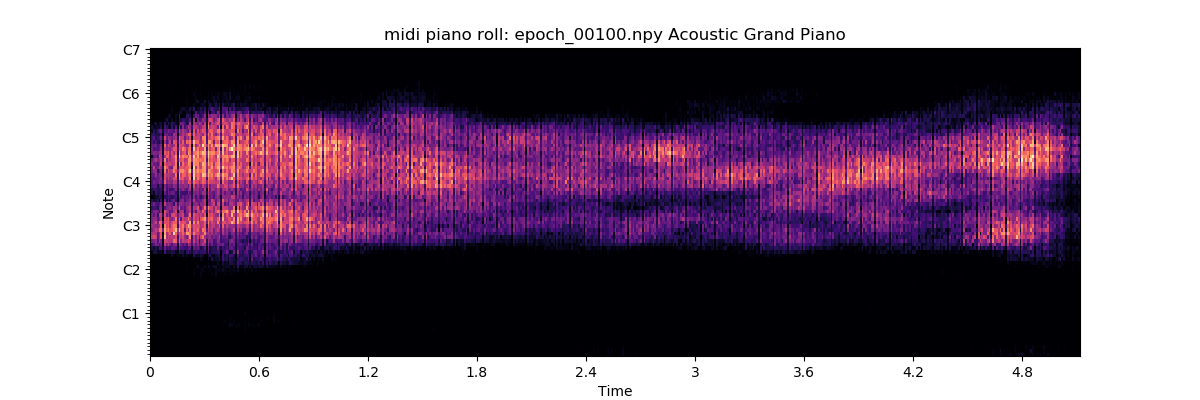 midi piano roll: epoch_00100.npy Acoustic Grand Piano
C7
C6
C5
C4
C3
C2
C1
Note
0 0.6 1.2 1.8 2.4 3 3.6 4.2 4.8
Time